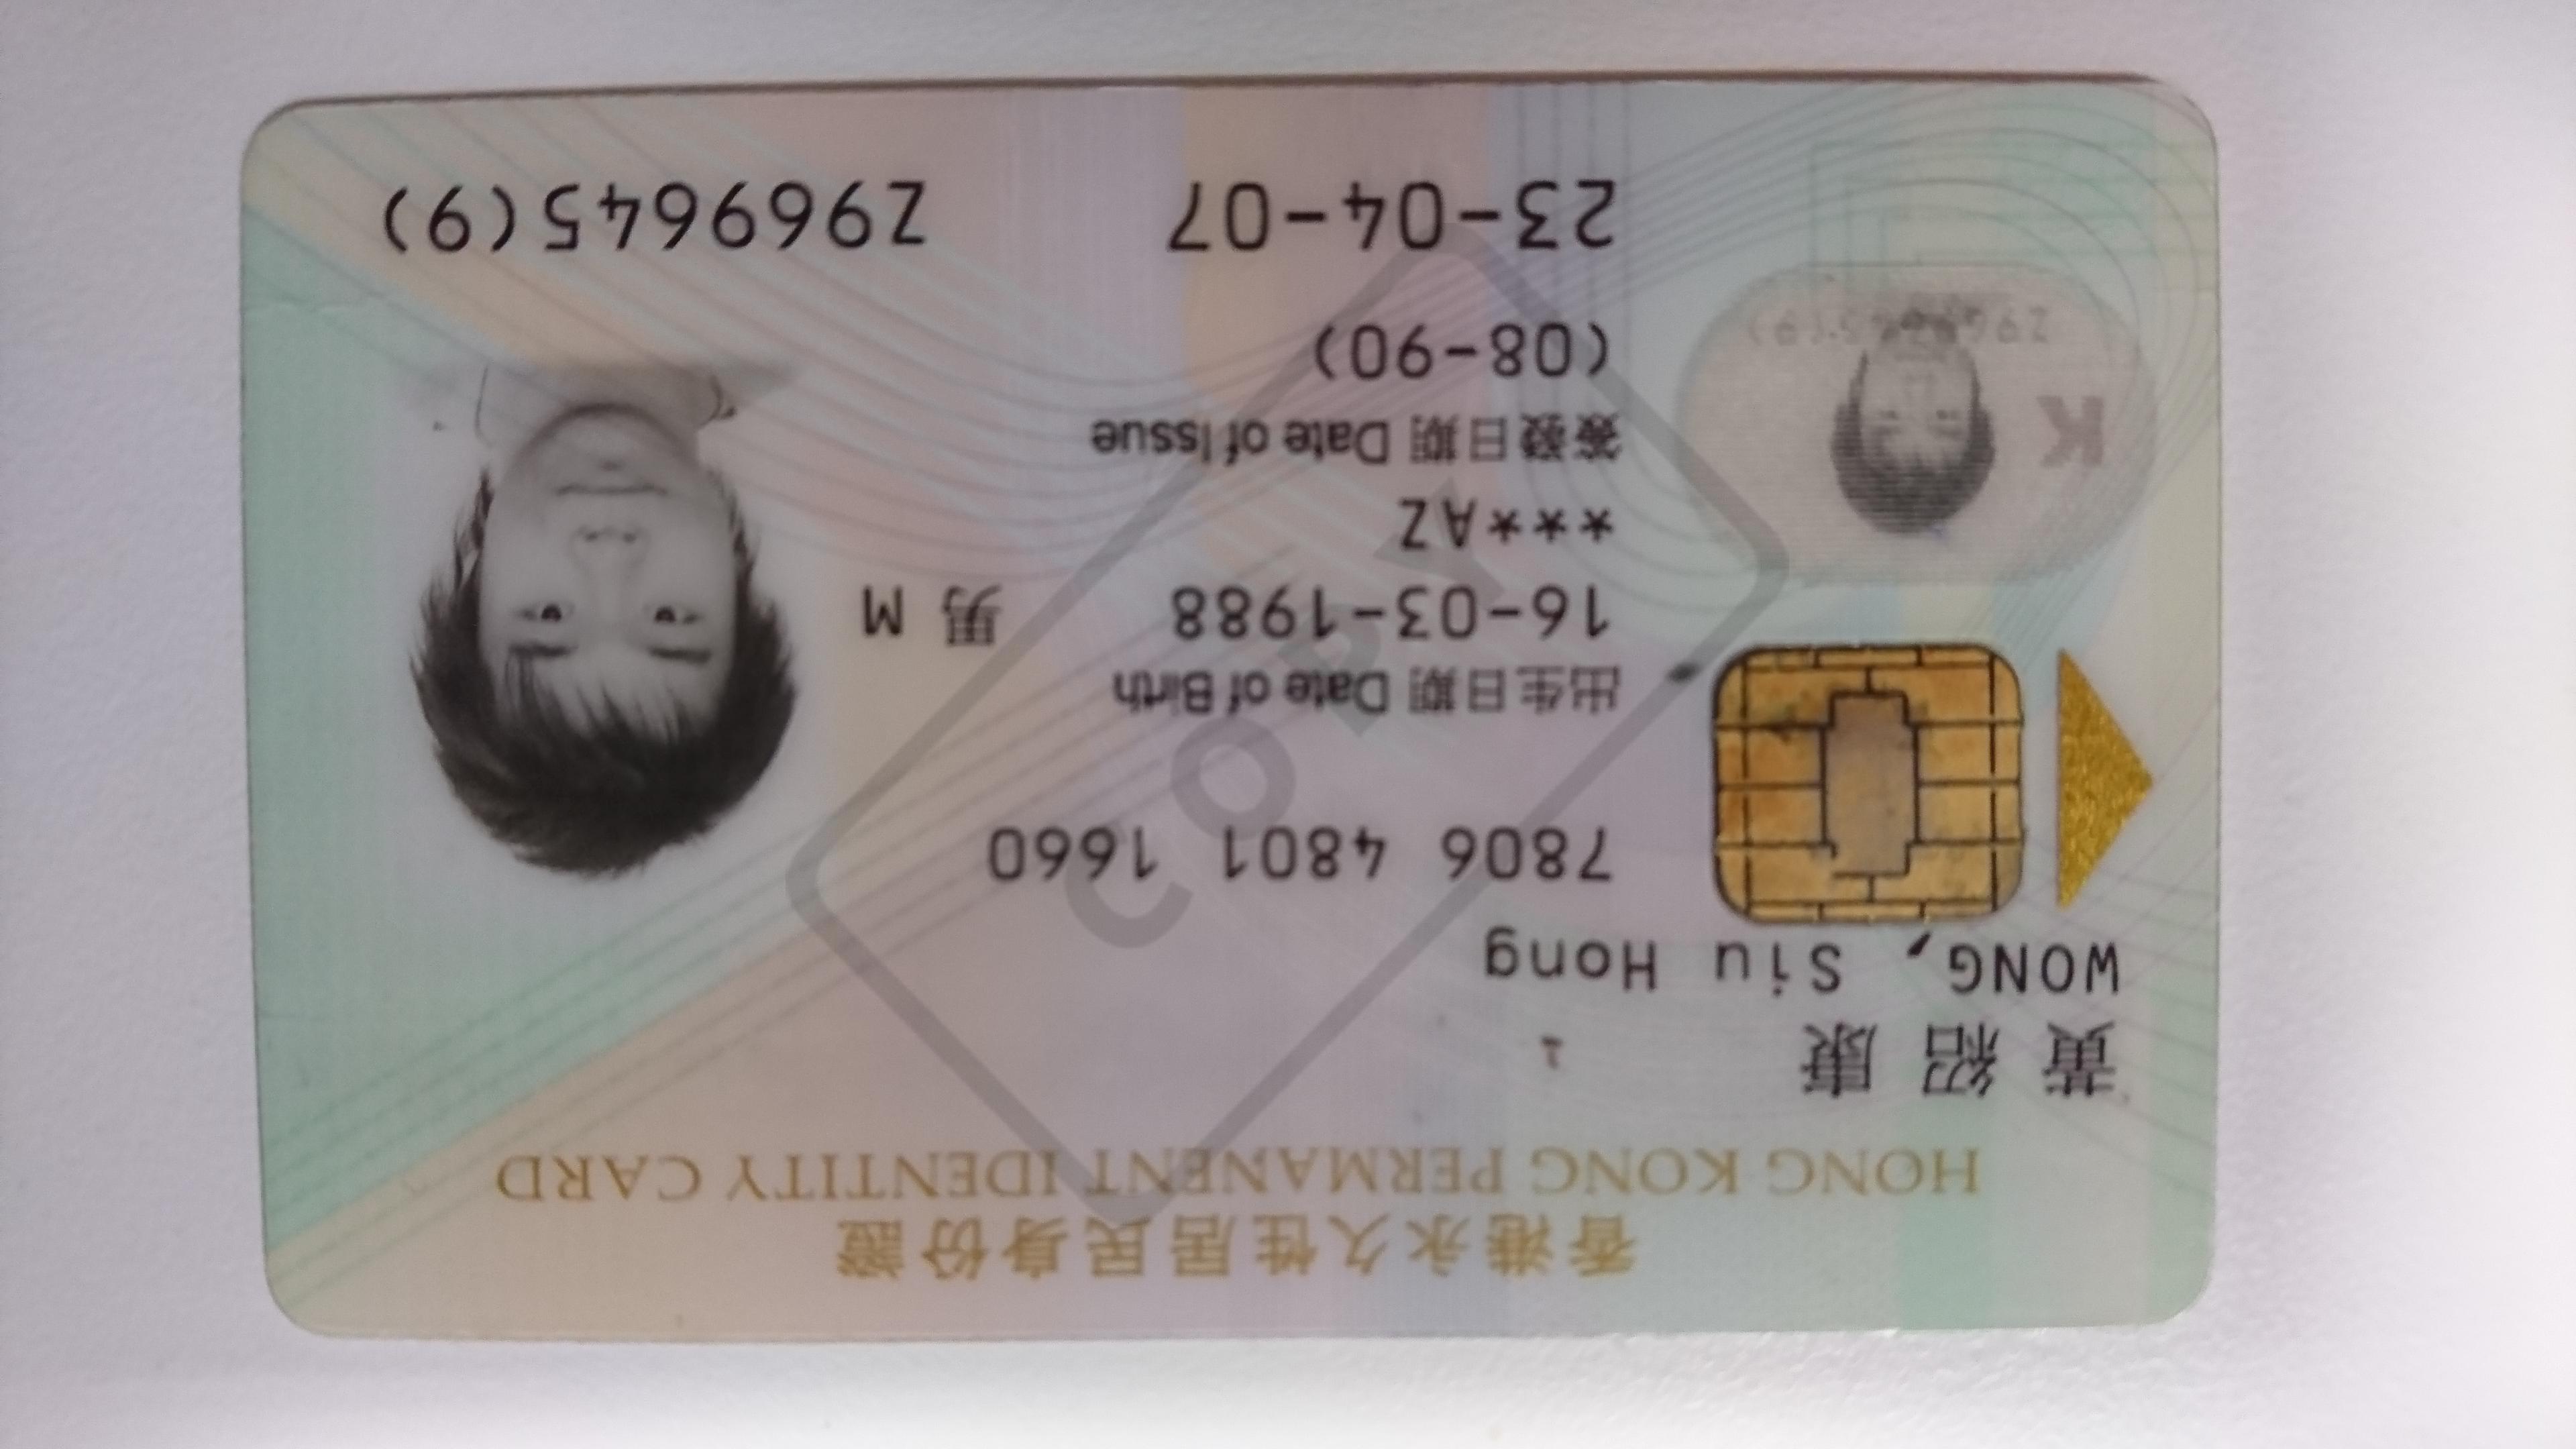 香港永久性居民身份證
HONG KONG PERMANENT IDENTITY CARD
黃紹康
WONG, Siu Hong
7806 4801 1660
出生日期 Date of Birth
16-03-1988 男 M
***AZ
簽發日期 Date of Issue
(08-90)
23-04-07 Z969645(9)
K
Z969645(9)
COPY